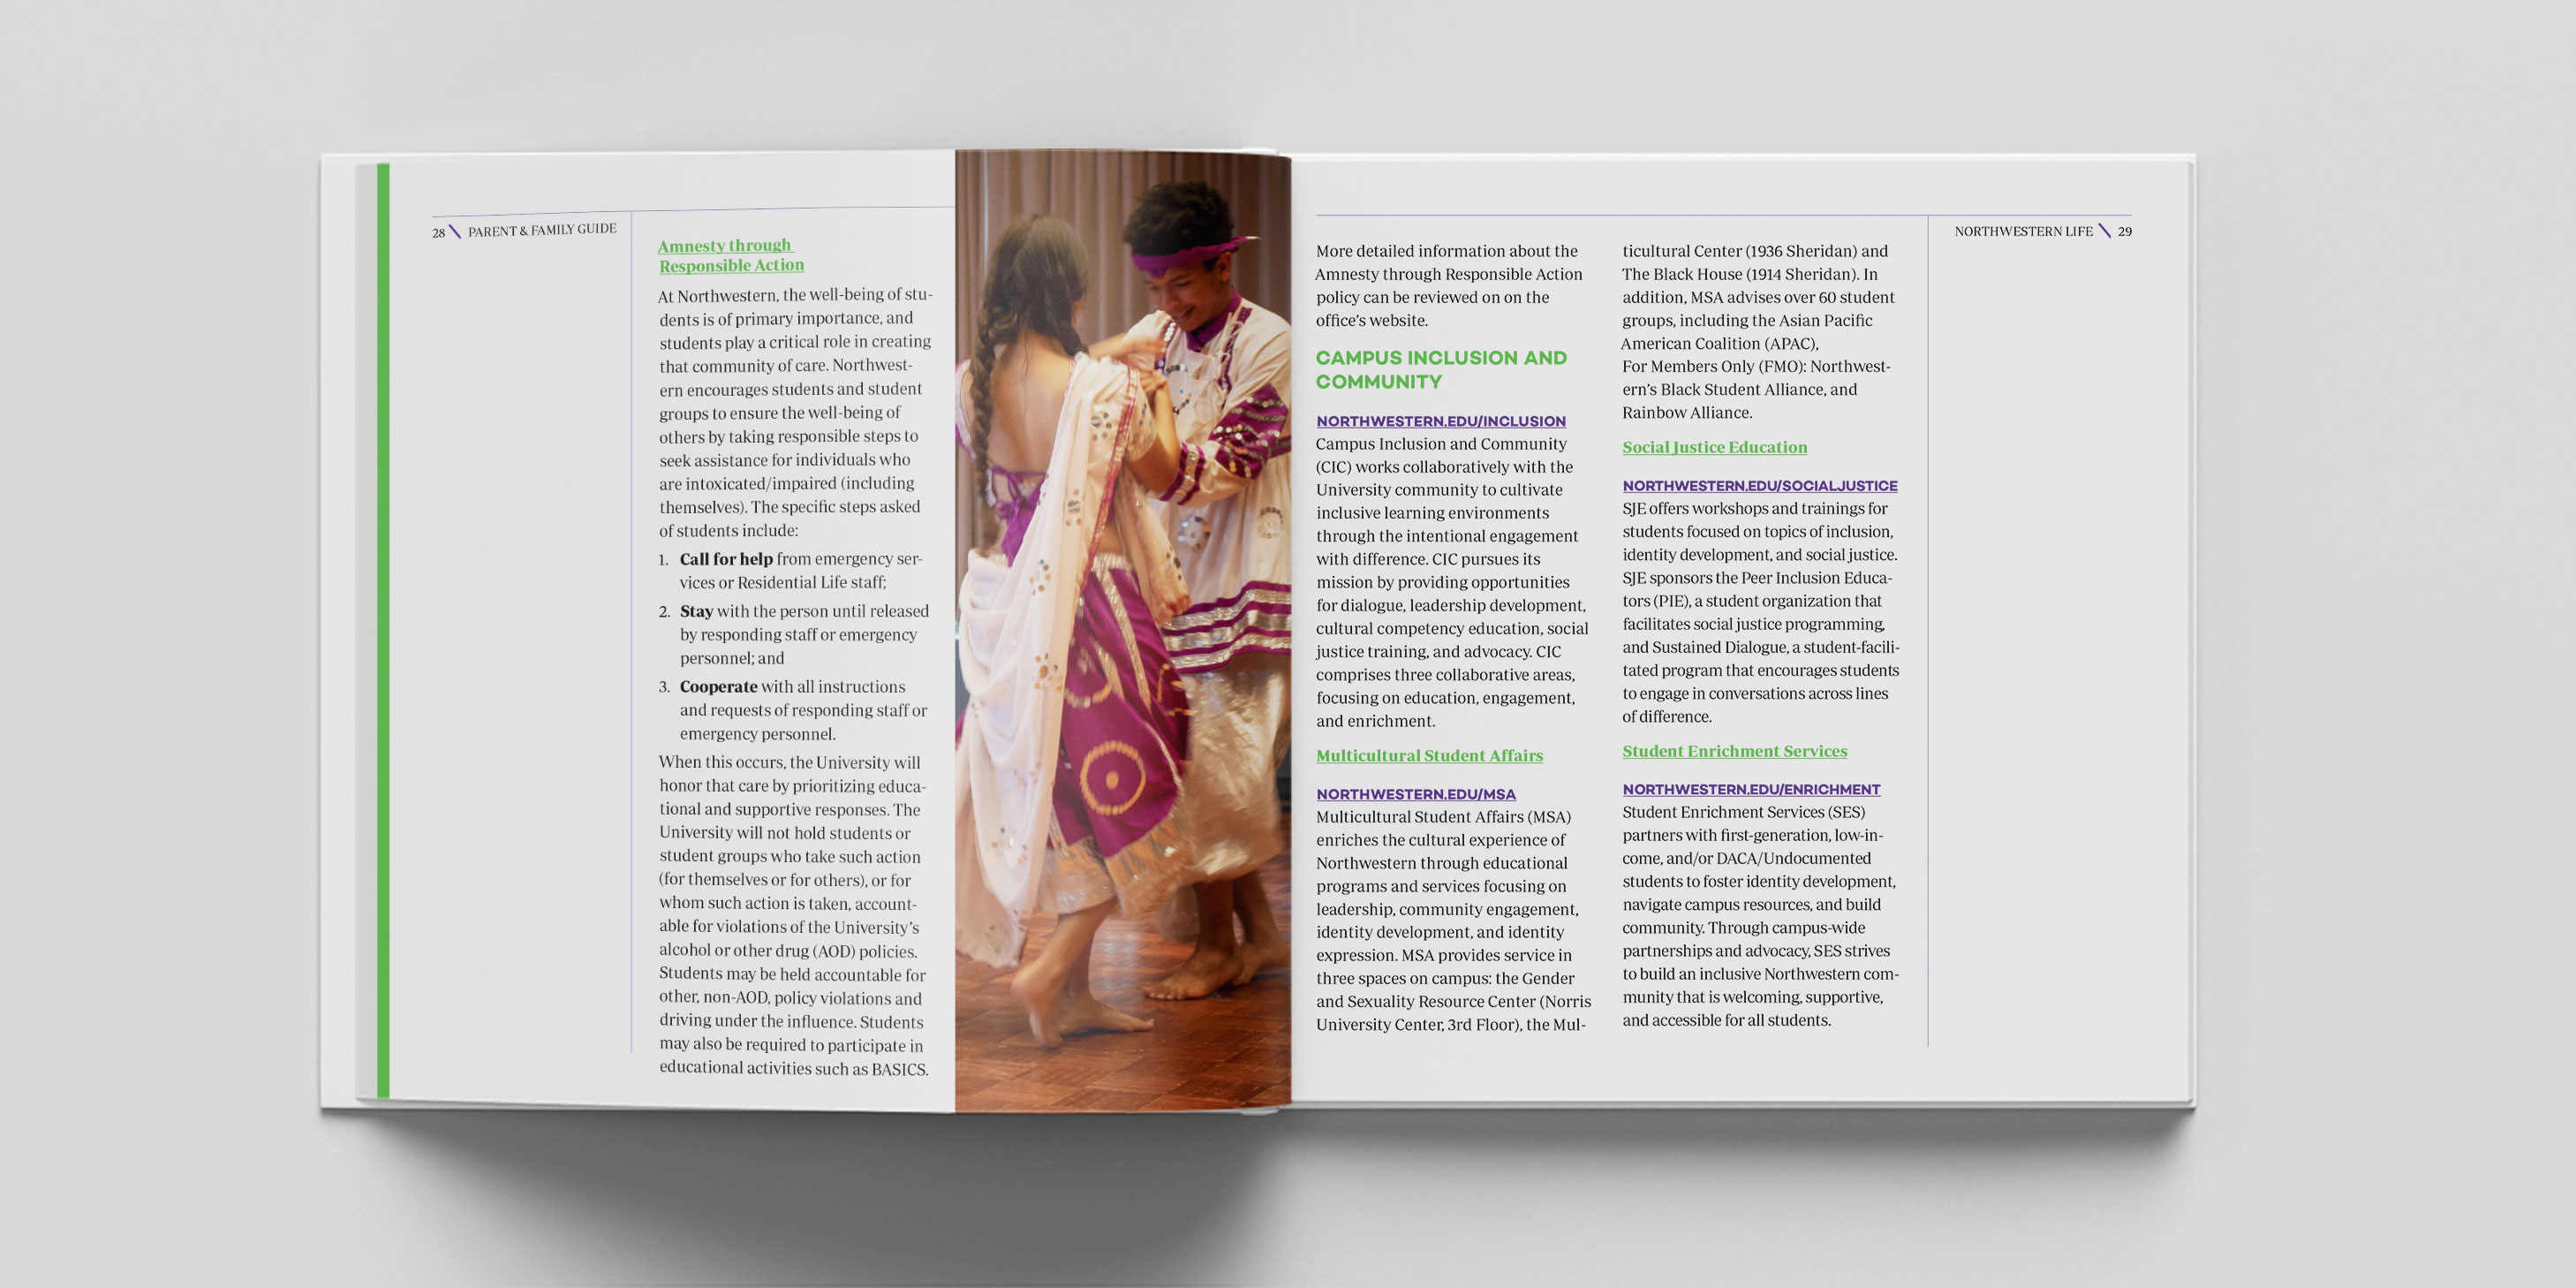 28 \ PARENT & FAMILY GUIDE
Amnesty through
Responsible Action
At Northwestern, the well-being of stu-
dents is of primary importance, and
students play a critical role in creating
that community of care. Northwest-
ern encourages students and student
groups to ensure the well-being of
others by taking responsible steps to
seek assistance for individuals who
are intoxicated/impaired (including
themselves). The specific steps asked
of students include:
1. Call for help from emergency ser-
vices or Residential Life staff;
2. Stay with the person until released
by responding staff or emergency
personnel; and
3. Cooperate with all instructions
and requests of responding staff or
emergency personnel.
When this occurs, the University will
honor that care by prioritizing educa-
tional and supportive responses. The
University will not hold students or
student groups who take such action
(for themselves or for others), or for
whom such action is taken, account-
able for violations of the University's
alcohol or other drug (AOD) policies.
Students may be held accountable for
other, non-AOD, policy violations and
driving under the influence. Students
may also be required to participate in
educational activities such as BASICS.
More detailed information about the
Amnesty through Responsible Action
policy can be reviewed on on the
office's website.
CAMPUS INCLUSION AND
COMMUNITY
NORTHWESTERN.EDU/INCLUSION
Campus Inclusion and Community
(CIC) works collaboratively with the
University community to cultivate
inclusive learning environments
through the intentional engagement
with difference. CIC pursues its
mission by providing opportunities
for dialogue, leadership development,
cultural competency education, social
justice training, and advocacy. CIC
comprises three collaborative areas,
focusing on education, engagement,
and enrichment.
Multicultural Student Affairs
NORTHWESTERN.EDU/MSA
Multicultural Student Affairs (MSA)
enriches the cultural experience of
Northwestern through educational
programs and services focusing on
leadership, community engagement,
identity development, and identity
expression. MSA provides service in
three spaces on campus: the Gender
and Sexuality Resource Center (Norris
University Center, 3rd Floor), the Mul-
ticultural Center (1936 Sheridan) and
The Black House (1914 Sheridan). In
addition, MSA advises over 60 student
groups, including the Asian Pacific
American Coalition (APAC),
For Members Only (FMO): Northwest-
ern's Black Student Alliance, and
Rainbow Alliance.
Social Justice Education
NORTHWESTERN.EDU/SOCIALJUSTICE
SJE offers workshops and trainings for
students focused on topics of inclusion,
identity development, and social justice.
SJE sponsors the Peer Inclusion Educa-
tors (PIE), a student organization that
facilitates social justice programming,
and Sustained Dialogue, a student-facili-
tated program that encourages students
to engage in conversations across lines
of difference.
Student Enrichment Services
NORTHWESTERN.EDU/ENRICHMENT
Student Enrichment Services (SES)
partners with first-generation, low-in-
come, and/or DACA/Undocumented
students to foster identity development,
navigate campus resources, and build
community. Through campus-wide
partnerships and advocacy, SES strives
to build an inclusive Northwestern com-
munity that is welcoming, supportive,
and accessible for all students.
NORTHWESTERN LIFE \ 29